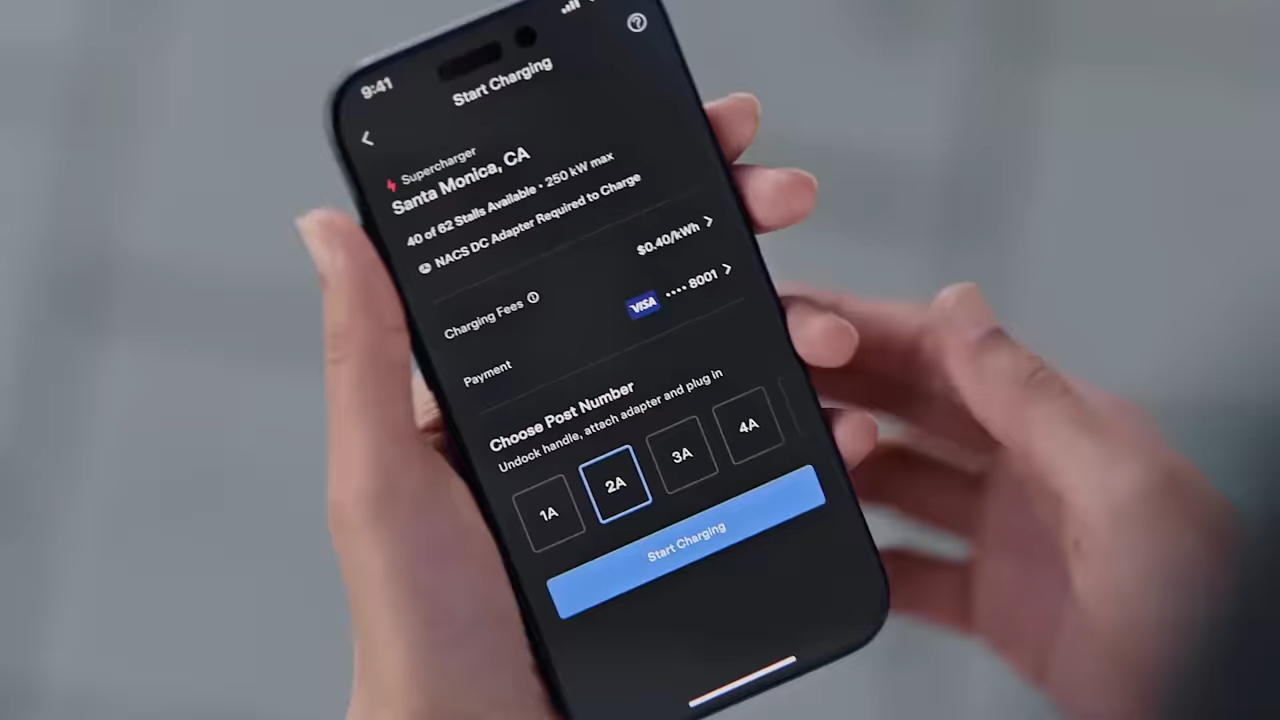 9:41
Start Charging
Supercharger
Santa Monica, CA
40 of 62 Stalls Available • 250 kW max
NACS DC Adapter Required to Charge
Charging Fees $0.40/kWh
Payment VISA •••• 8001
Choose Post Number
Undock handle, attach adapter and plug in
1A 2A 3A 4A
Start Charging